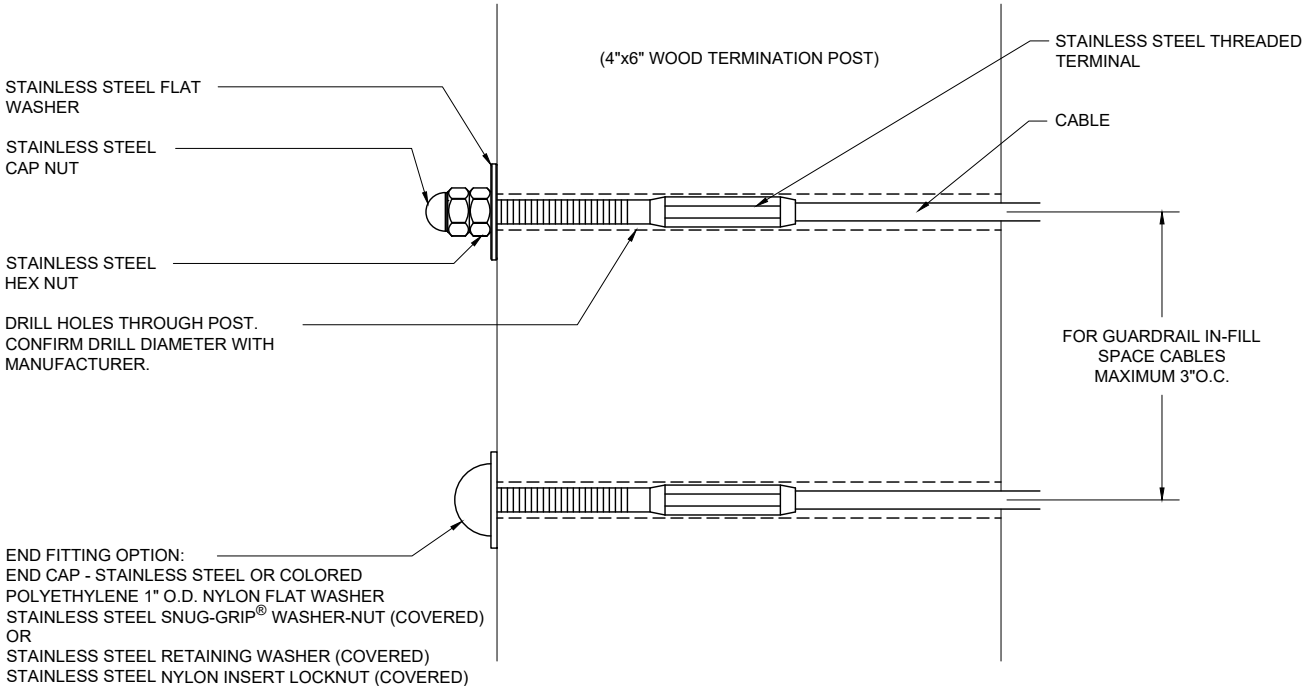 (4"x6" WOOD TERMINATION POST)
STAINLESS STEEL THREADED
TERMINAL
STAINLESS STEEL FLAT
WASHER
CABLE
STAINLESS STEEL
CAP NUT
STAINLESS STEEL
HEX NUT
DRILL HOLES THROUGH POST.
CONFIRM DRILL DIAMETER WITH
MANUFACTURER.
FOR GUARDRAIL IN-FILL
SPACE CABLES
MAXIMUM 3"O.C.
END FITTING OPTION:
END CAP - STAINLESS STEEL OR COLORED
POLYETHYLENE 1" O.D. NYLON FLAT WASHER
STAINLESS STEEL SNUG-GRIP® WASHER-NUT (COVERED)
OR
STAINLESS STEEL RETAINING WASHER (COVERED)
STAINLESS STEEL NYLON INSERT LOCKNUT (COVERED)